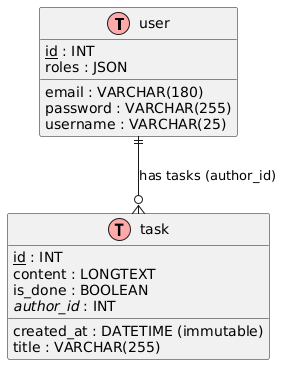 T user
id : INT
roles : JSON
email : VARCHAR(180)
password : VARCHAR(255)
username : VARCHAR(25)
has tasks (author_id)
T task
id : INT
content : LONGTEXT
is_done : BOOLEAN
author_id : INT
created_at : DATETIME (immutable)
title : VARCHAR(255)